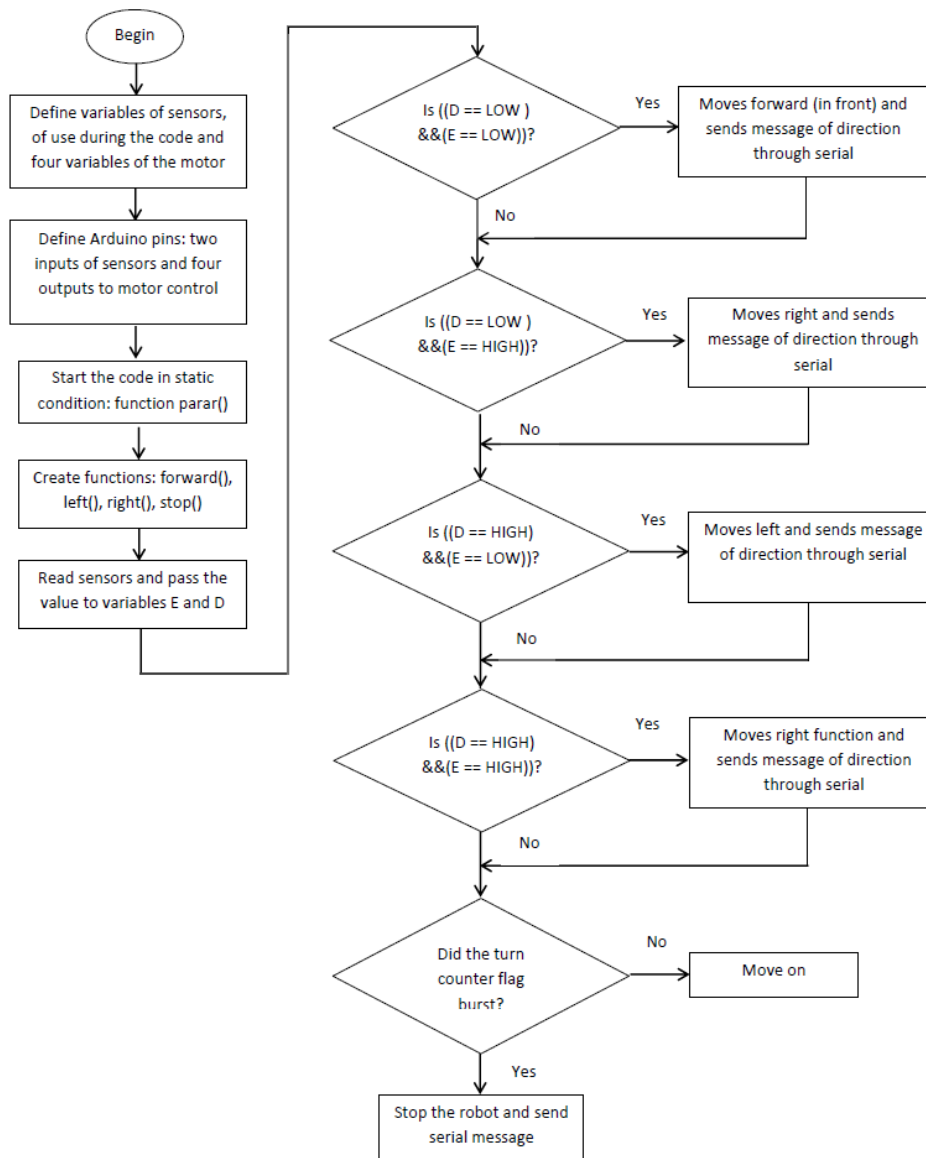 Begin
Define variables of sensors,
of use during the code and
four variables of the motor
Define Arduino pins: two
inputs of sensors and four
outputs to motor control
Start the code in static
condition: function parar()
Create functions: forward(),
left(), right(), stop()
Read sensors and pass the
value to variables E and D
Is ((D == LOW )
&&(E == LOW))?
Yes
Moves forward (in front) and
sends message of direction
through serial
No
Is ((D == LOW )
&&(E == HIGH))?
Yes
Moves right and sends
message of direction through
serial
No
Is ((D == HIGH)
&&(E == LOW))?
Yes
Moves left and sends message
of direction through serial
No
Is ((D == HIGH)
&&(E == HIGH))?
Yes
Moves right function and
sends message of direction
through serial
No
Did the turn
counter flag
burst?
No
Move on
Yes
Stop the robot and send
serial message